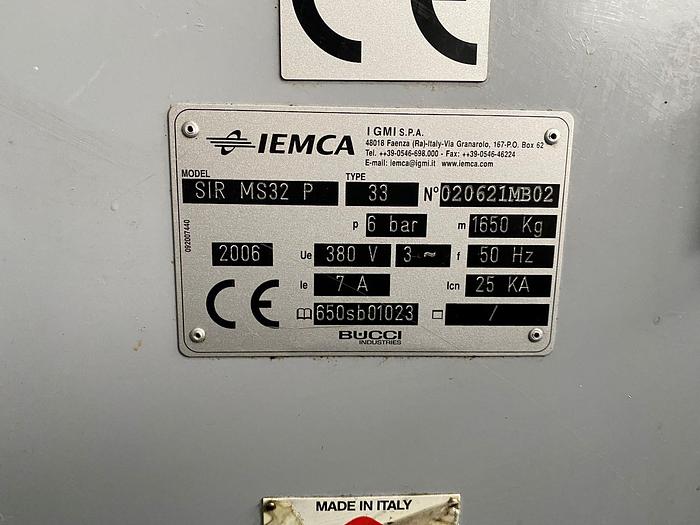 CE
IEMCA
I GMI S.P.A.
48018 Faenza (Ra)-Italy-Via Granarolo, 167-P.O. Box 62
Tel. ++39-0546-698.000 - Fax: ++39-0546-46224
E-mail: iemca@igmi.it www.iemca.com
MODEL SIR MS32 P TYPE 33 N° 020621MB02
p 6 bar m 1650 Kg
092007440
2006 Ue 380 V 3 ~ f 50 Hz
CE Ie 7 A Icn 25 KA
650sb01023 /
BUCCI
INDUSTRIES
MADE IN ITALY